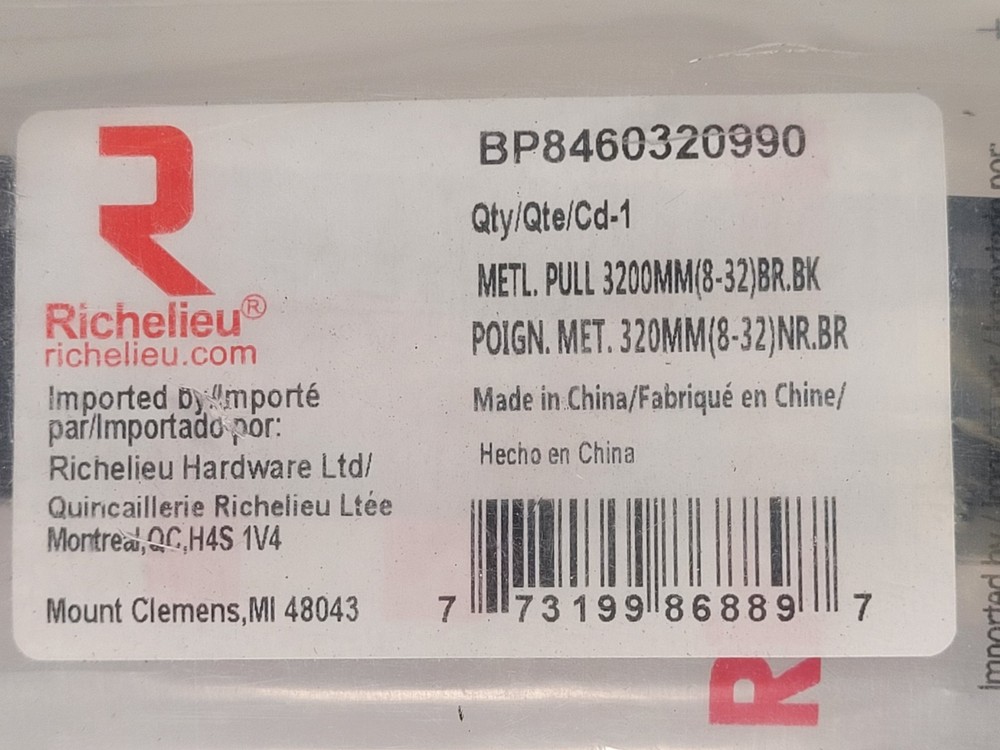 Richelieu®
richelieu.com
Imported by/Importé
par/Importado por:
Richelieu Hardware Ltd/
Quincaillerie Richelieu Ltée
Montreal,QC,H4S 1V4
Mount Clemens,MI 48043
BP8460320990
Qty/Qte/Cd-1
METL. PULL 3200MM(8-32)BR.BK
POIGN. MET. 320MM(8-32)NR.BR
Made in China/Fabriqué en Chine/
Hecho en China
7 73199 86889 7
R
Imported by /